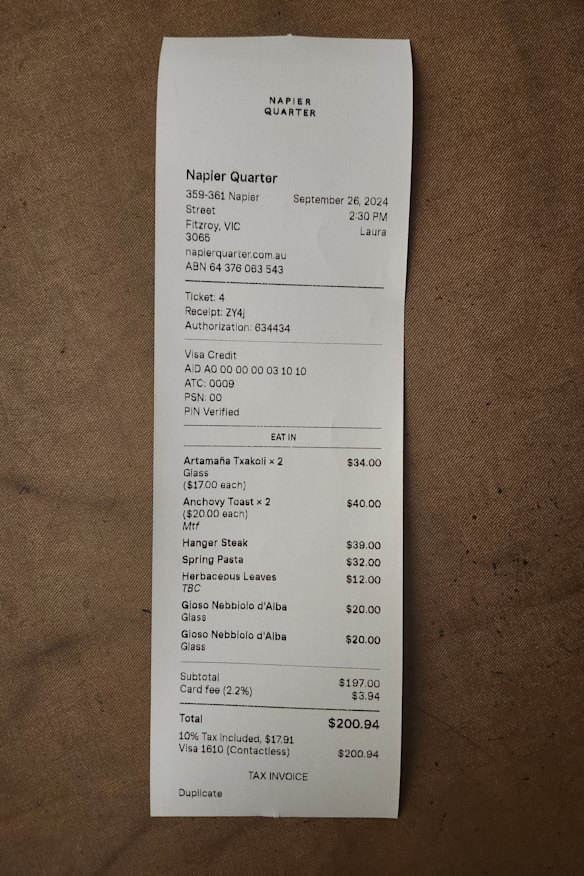 NAPIER
QUARTER
Napier Quarter
359-361 Napier
Street
Fitzroy, VIC
3065
September 26, 2024
2:30 PM
Laura
napierquarter.com.au
ABN 64 376 063 543
Ticket: 4
Receipt: ZY4j
Authorization: 634434
Visa Credit
AID A0 00 00 00 03 10 10
ATC: 0009
PSN: 00
PIN Verified
EAT IN
Artamaña Txakoli × 2 $34.00
Glass
($17.00 each)
Anchovy Toast × 2 $40.00
($20.00 each)
Mtf
Hanger Steak $39.00
Spring Pasta $32.00
Herbaceous Leaves $12.00
TBC
Gioso Nebbiolo d'Alba $20.00
Glass
Gioso Nebbiolo d'Alba $20.00
Glass
Subtotal $197.00
Card fee (2.2%) $3.94
Total $200.94
10% Tax included, $17.91
Visa 1610 (Contactless) $200.94
TAX INVOICE
Duplicate